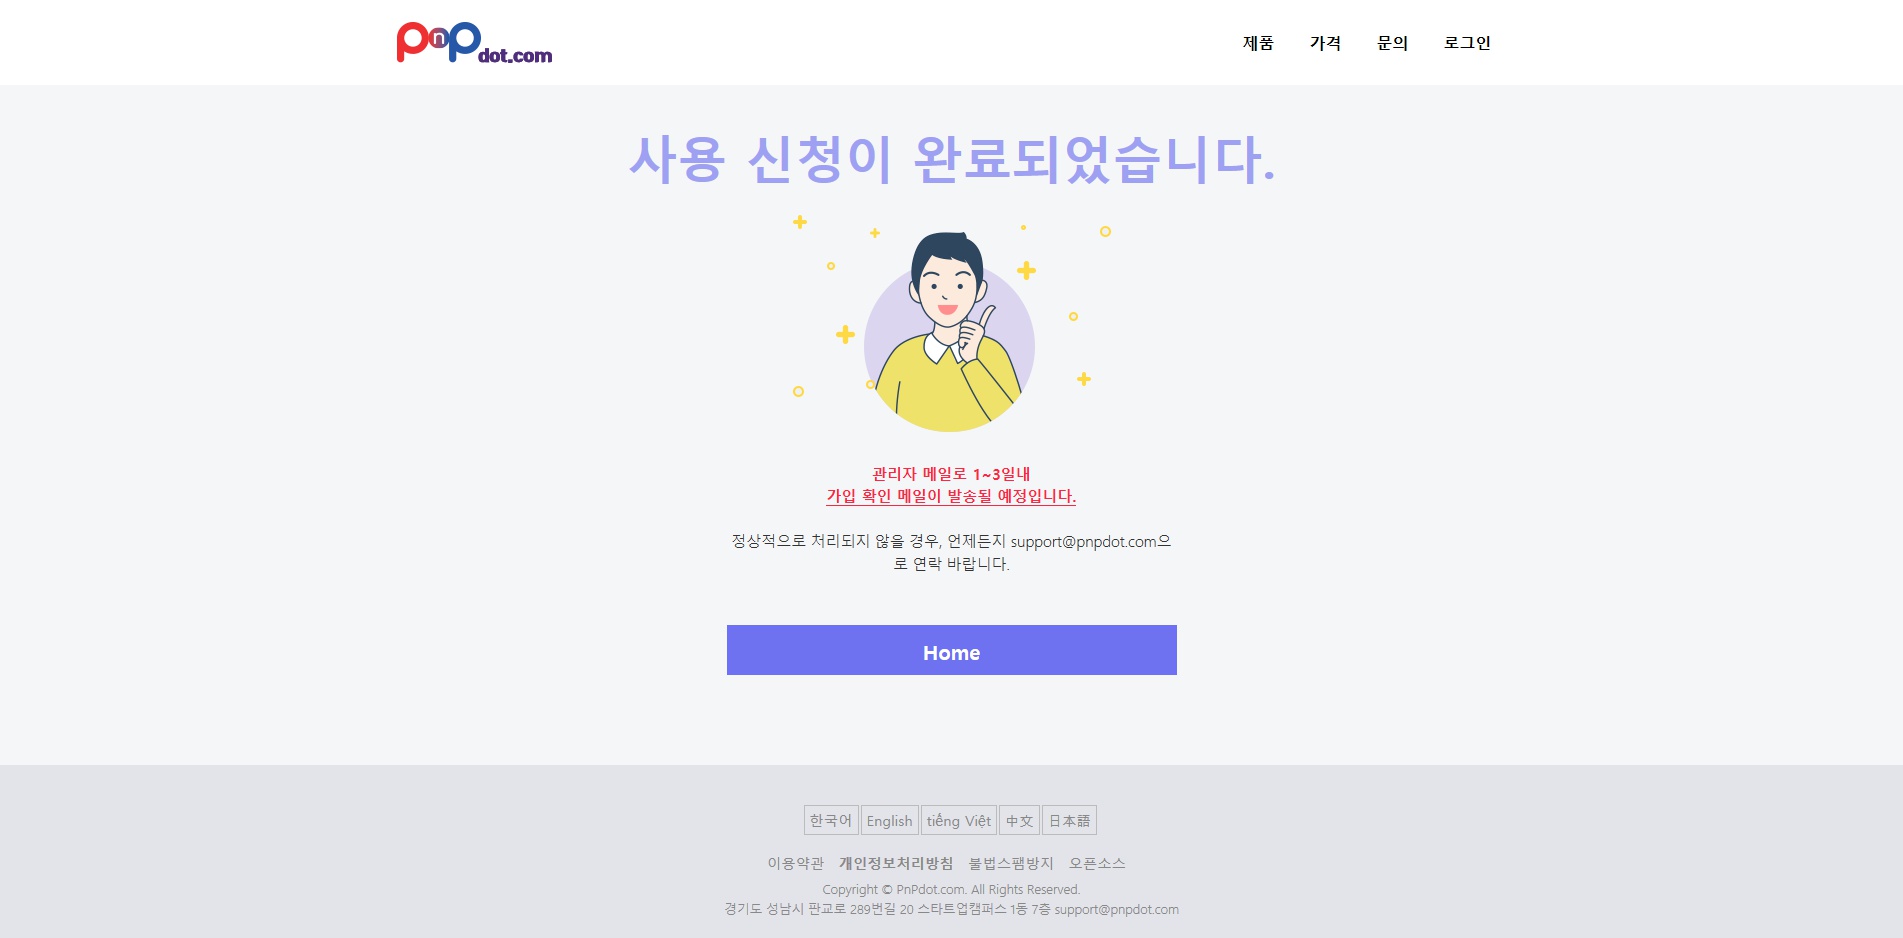 PnP dot.com
제품 가격 문의 로그인
사용 신청이 완료되었습니다.
관리자 메일로 1~3일내
가입 확인 메일이 발송될 예정입니다.
정상적으로 처리되지 않을 경우, 언제든지 support@pnpdot.com으
로 연락 바랍니다.
Home
한국어 English tiếng Việt 中文 日本語
이용약관 개인정보처리방침 불법스팸방지 오픈소스
Copyright © PnPdot.com. All Rights Reserved.
경기도 성남시 판교로 289번길 20 스타트업캠퍼스 1동 7층 support@pnpdot.com